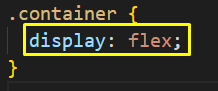 .container {
display: flex;
}